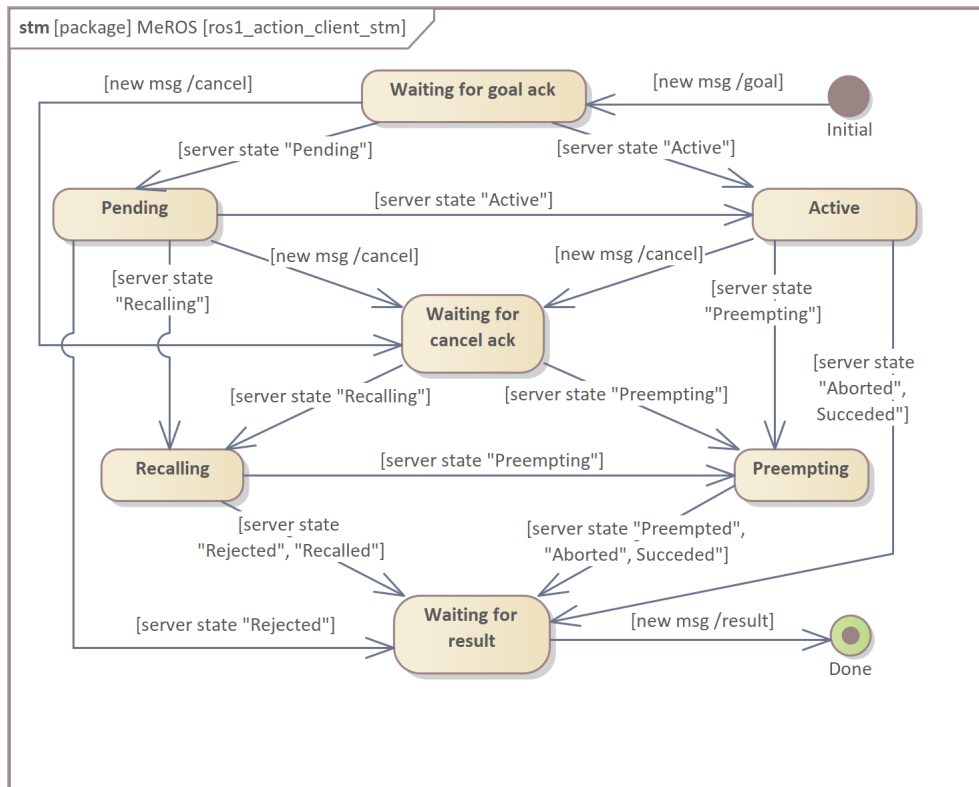 stm [package] MeROS [ros1_action_client_stm]
[new msg /cancel]
Waiting for goal ack
[new msg /goal]
Initial
[server state "Pending"]
[server state "Active"]
Pending
[server state "Active"]
Active
[server state
"Recalling"]
[new msg /cancel]
[new msg /cancel]
[server state
"Preempting"]
Waiting for
cancel ack
[server state
"Aborted",
Succeded"]
[server state "Recalling"]
[server state "Preempting"]
Recalling
[server state "Preempting"]
Preempting
[server state
"Rejected", "Recalled"]
[server state "Preempted",
"Aborted", Succeded"]
Waiting for
result
[server state "Rejected"]
[new msg /result]
Done